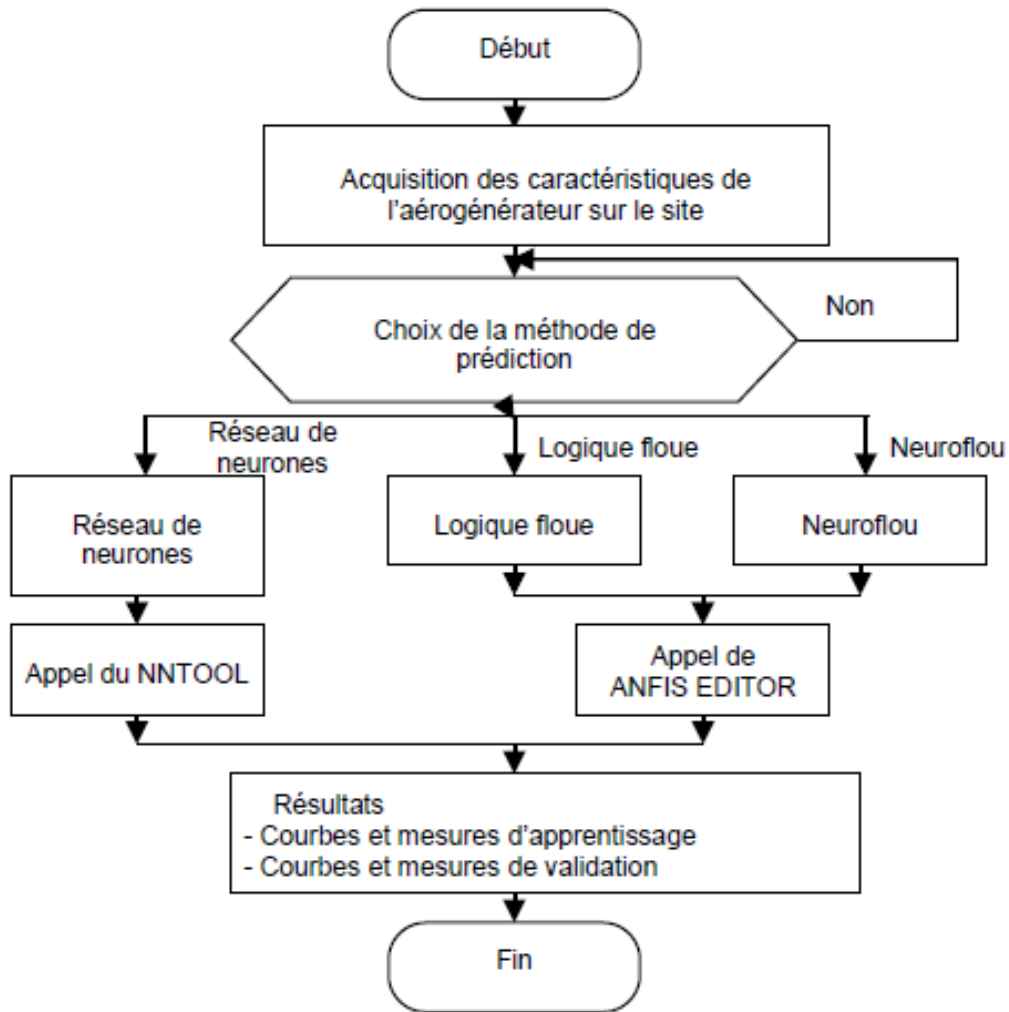 Début
Acquisition des caractéristiques de
l'aérogénérateur sur le site
Non
Choix de la méthode de
prédiction
Réseau de
neurones
Logique floue
Neuroflou
Réseau de
neurones
Logique floue
Neuroflou
Appel du NNTOOL
Appel de
ANFIS EDITOR
Résultats
- Courbes et mesures d'apprentissage
- Courbes et mesures de validation
Fin